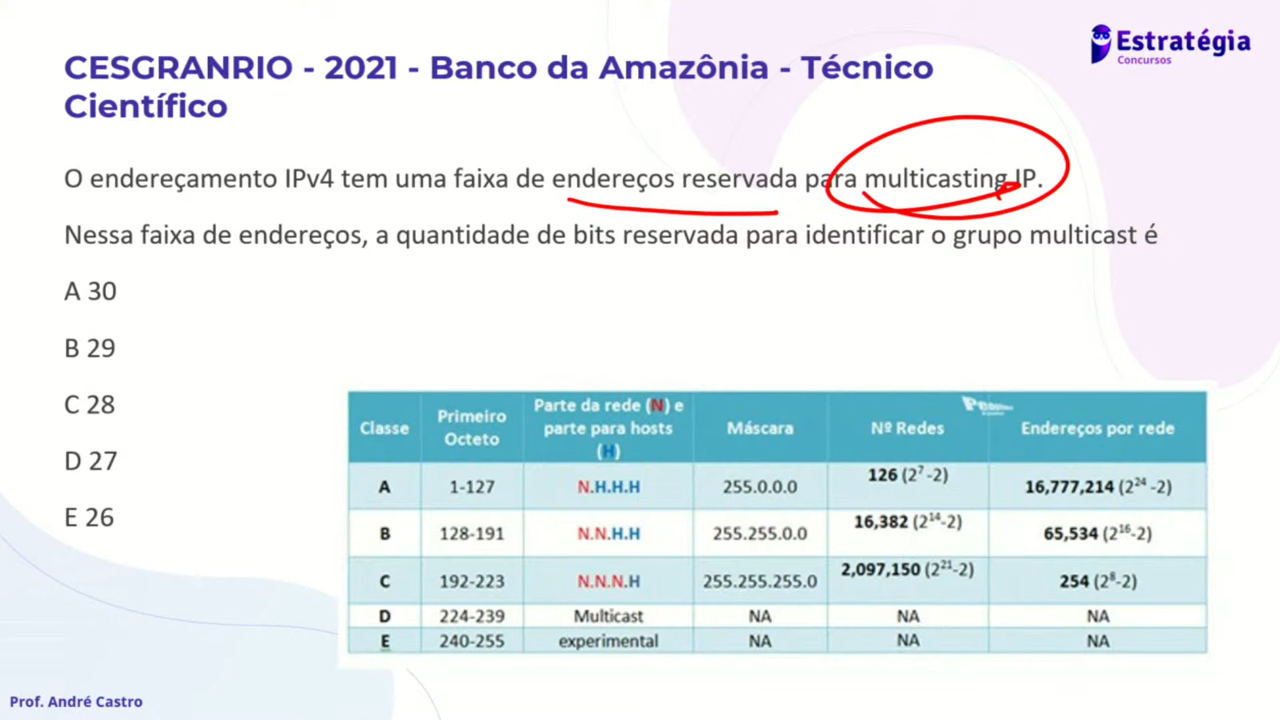 Estratégia
Concursos
CESGRANRIO - 2021 - Banco da Amazônia - Técnico
Científico
O endereçamento IPv4 tem uma faixa de endereços reservada para multicasting IP.
Nessa faixa de endereços, a quantidade de bits reservada para identificar o grupo multicast é
A 30
B 29
C 28
D 27
E 26
Classe Primeiro Octeto Parte da rede (N) e parte para hosts (H) Máscara Nº Redes Endereços por rede
A 1-127 N.H.H.H 255.0.0.0 126 (2⁷-2) 16,777,214 (2²⁴ -2)
B 128-191 N.N.H.H 255.255.0.0 16,382 (2¹⁴-2) 65,534 (2¹⁶-2)
C 192-223 N.N.N.H 255.255.255.0 2,097,150 (2²¹-2) 254 (2⁸-2)
D 224-239 Multicast NA NA NA
E 240-255 experimental NA NA NA
Prof. André Castro